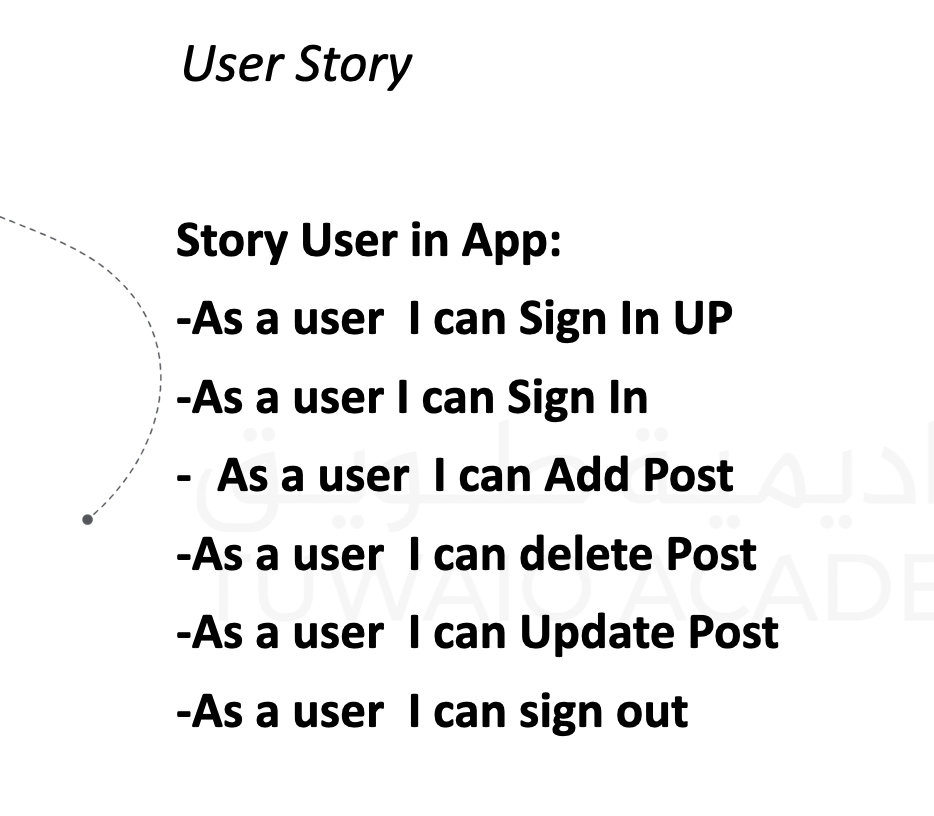 User Story
Story User in App:
-As a user  I can Sign In UP
-As a user I can Sign In
-  As a user  I can Add Post
-As a user  I can delete Post
-As a user  I can Update Post
-As a user  I can sign out
اديمية طويق
TUWAIQ ACADE